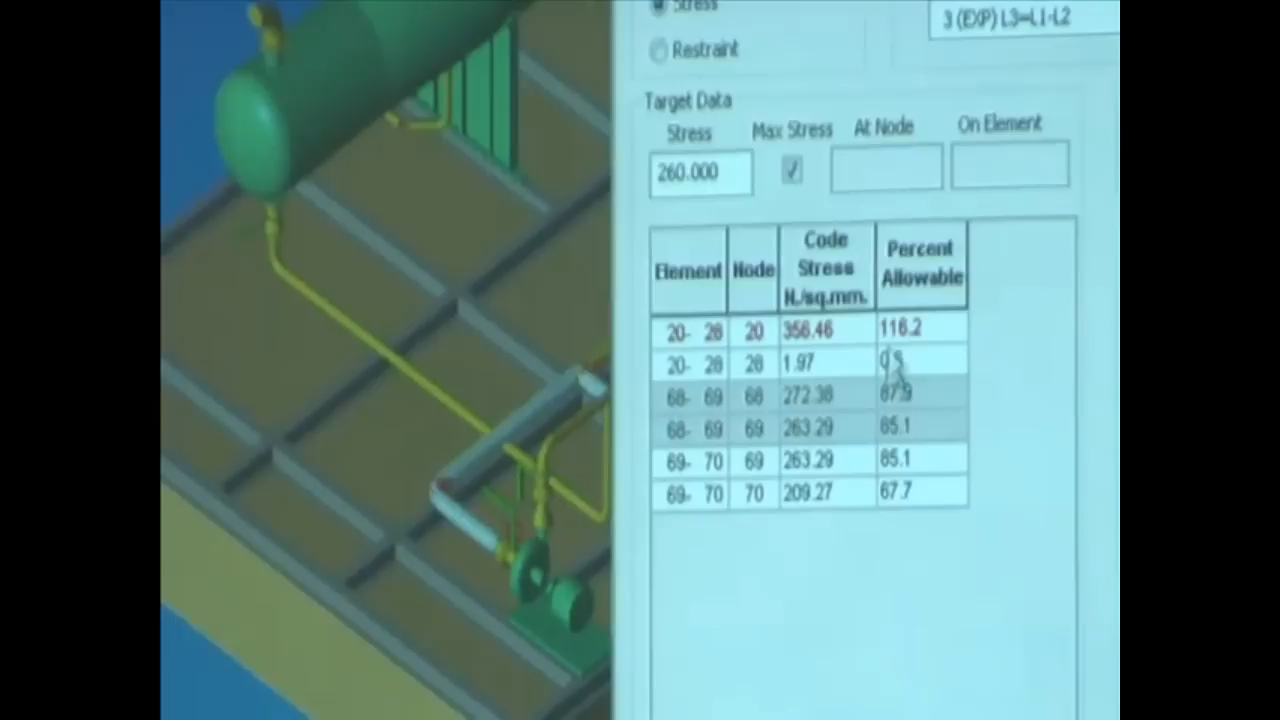 Stress
3 (EXP) L3=L1-L2
Restraint
Target Data
Stress Max Stress At Node On Element
260.000
Element Node Code Stress N./sq.mm. Percent Allowable
20- 28 20 358.46 116.2
20- 28 28 1.97
68- 69 68 272.38 87.9
68- 69 69 263.29 85.1
69- 70 69 263.29 85.1
69- 70 70 209.27 67.7